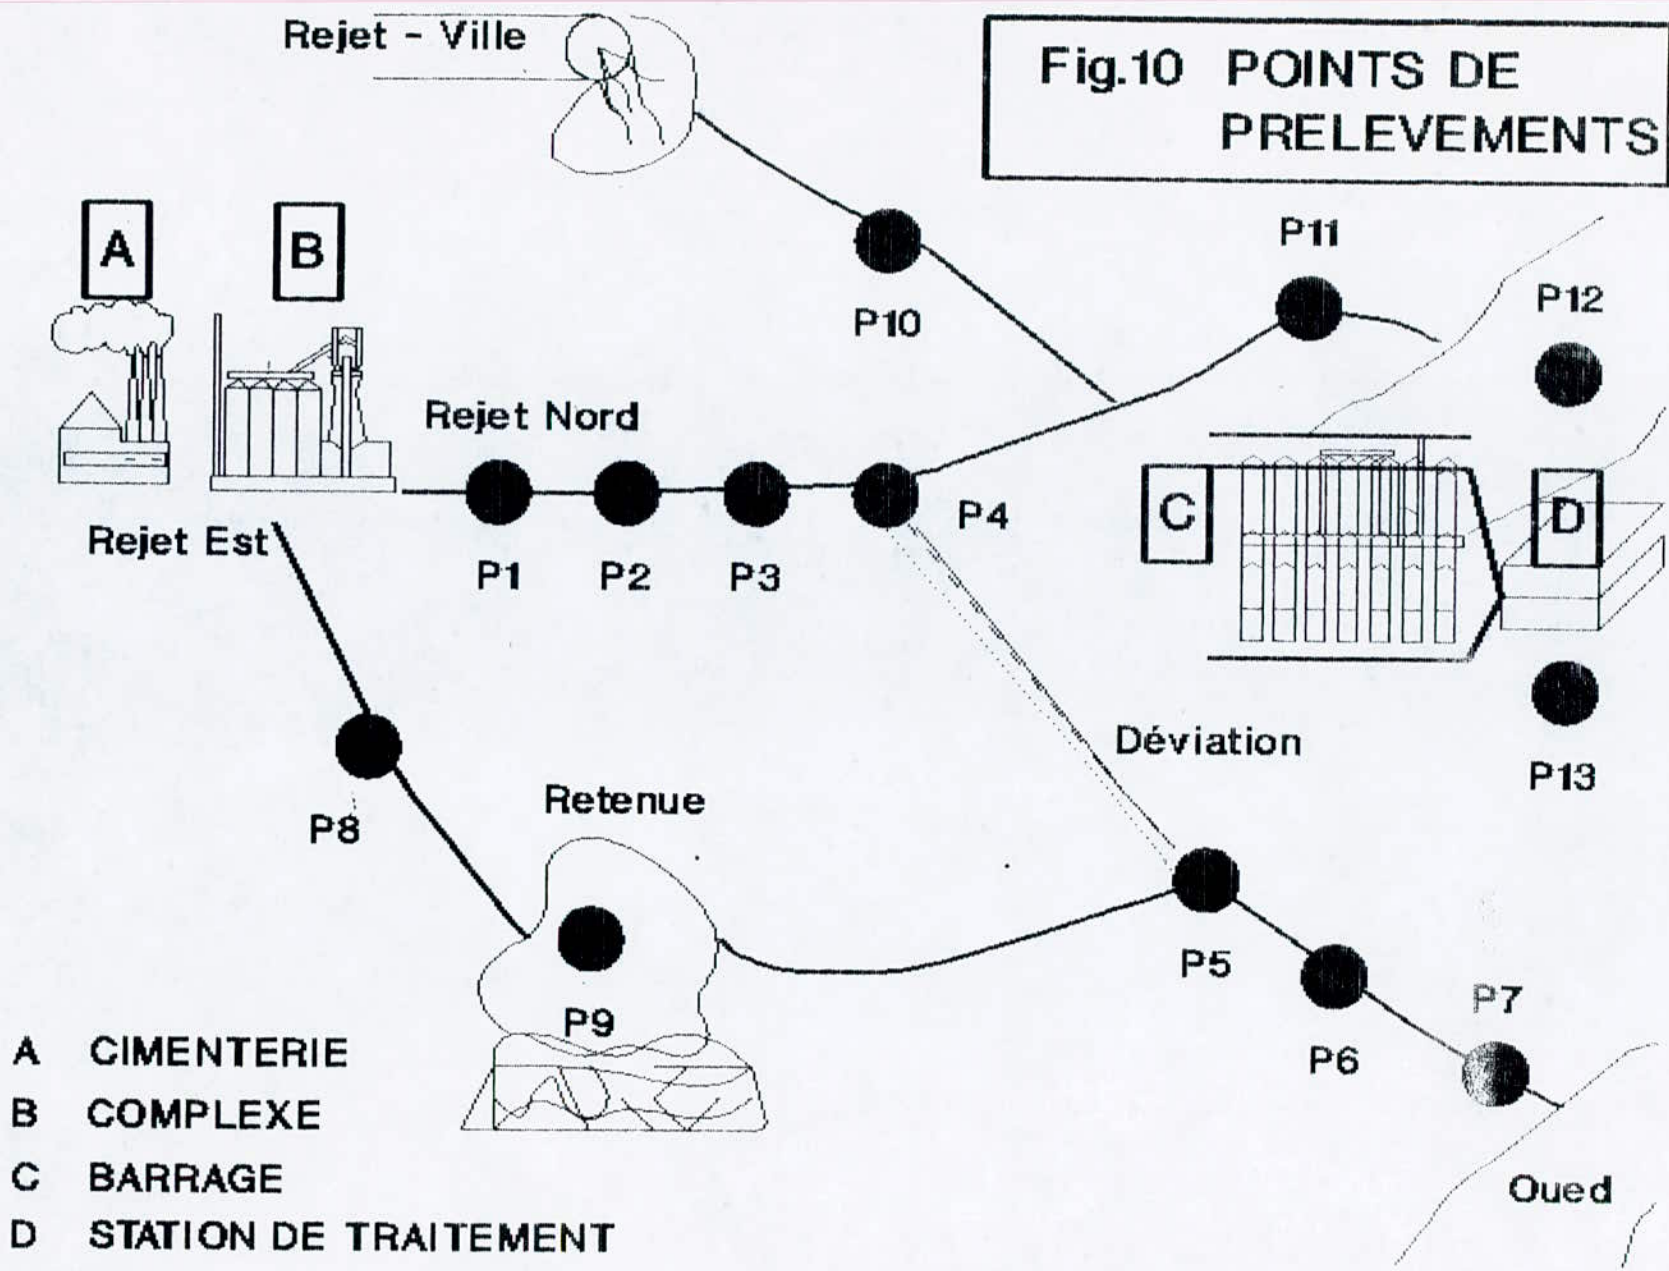 Rejet - Ville
Fig.10 POINTS DE
PRELEVEMENTS
A
B
P11
P12
P10
Rejet Nord
C
D
P4
Rejet Est
P1
P2
P3
Déviation
P13
Retenue
P8
P5
P7
P9
P6
A CIMENTERIE
B COMPLEXE
C BARRAGE
D STATION DE TRAITEMENT
Oued